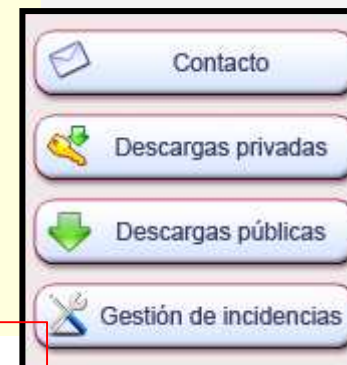 Contacto
Descargas privadas
Descargas públicas
Gestión de incidencias